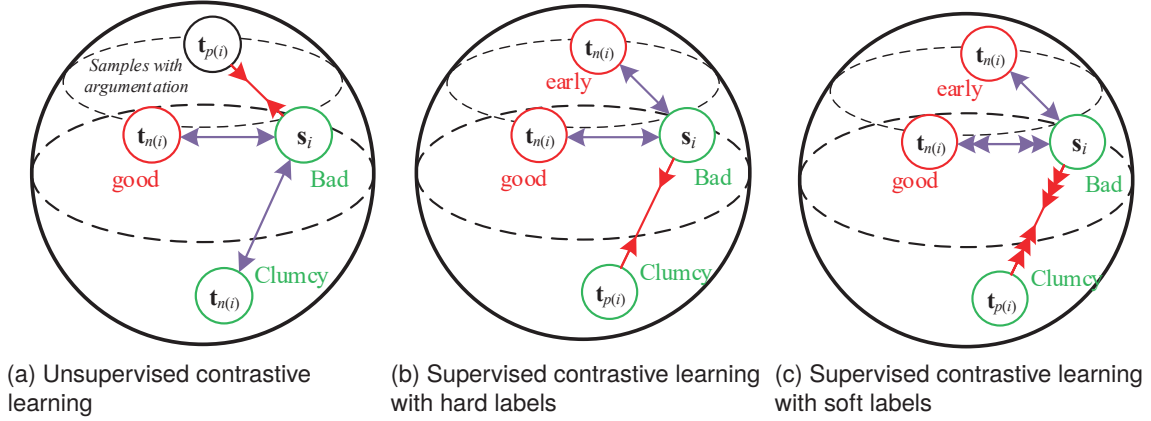 t_p(i)
Samples with
argumentation
t_n(i)
s_i
good
Bad
Clumcy
t_n(i)
(a) Unsupervised contrastive
learning
t_n(i)
early
t_n(i)
s_i
good
Bad
Clumcy
t_p(i)
(b) Supervised contrastive learning
with hard labels
t_n(i)
early
t_n(i)
s_i
good
Bad
Clumcy
t_p(i)
(c) Supervised contrastive learning
with soft labels